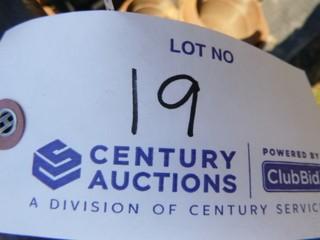 LOT NO
19
CENTURY
AUCTIONS
POWERED BY
ClubBid
A DIVISION OF CENTURY SERVIC